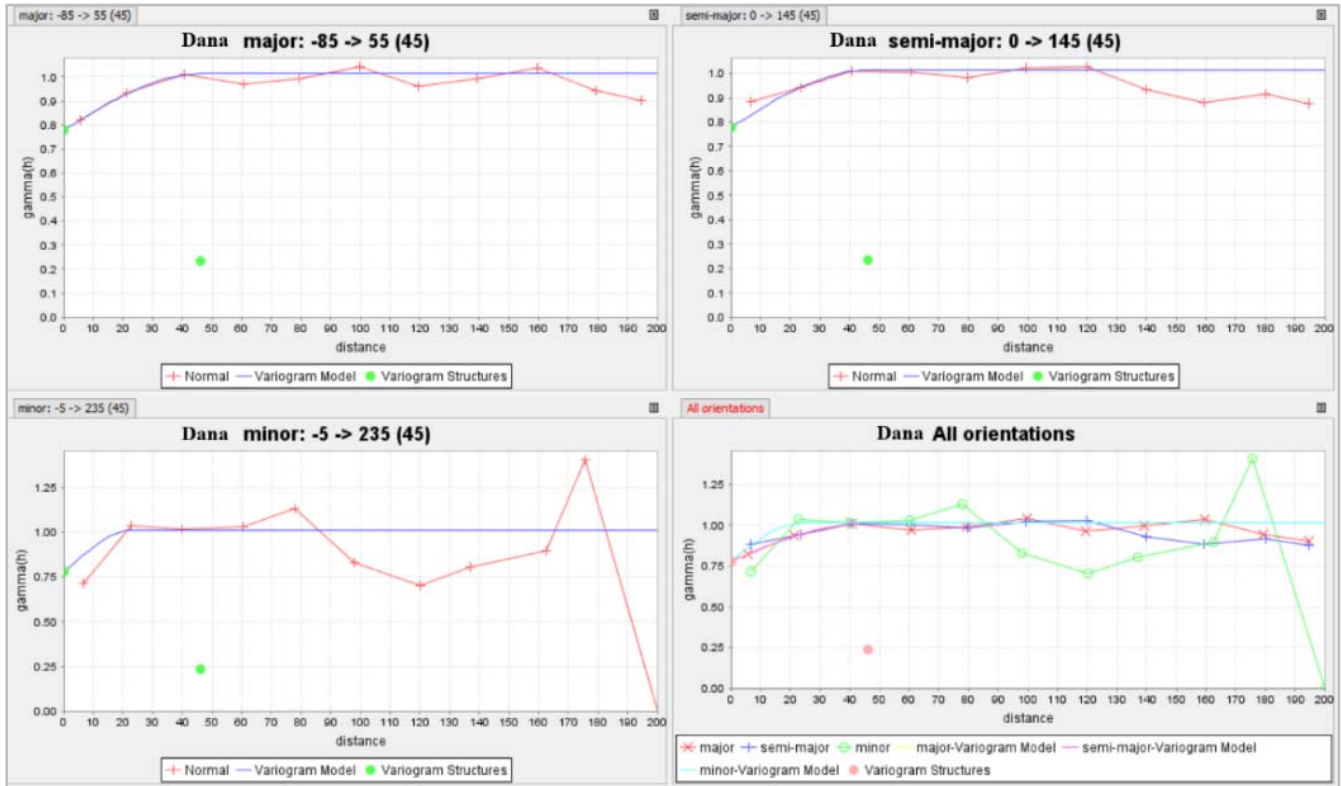 major: -85 -> 55 (45)
Dana major: -85 -> 55 (45)
gamma(h)
1.0
0.9
0.8
0.7
0.6
0.5
0.4
0.3
0.2
0.1
0.0
0 10 20 30 40 50 60 70 80 90 100 110 120 130 140 150 160 170 180 190 200
distance
Normal Variogram Model Variogram Structures
semi-major: 0 -> 145 (45)
Dana semi-major: 0 -> 145 (45)
gamma(h)
1.0
0.9
0.8
0.7
0.6
0.5
0.4
0.3
0.2
0.1
0.0
0 10 20 30 40 50 60 70 80 90 100 110 120 130 140 150 160 170 180 190 200
distance
Normal Variogram Model Variogram Structures
minor: -5 -> 235 (45)
Dana minor: -5 -> 235 (45)
gamma(h)
1.25
1.00
0.75
0.50
0.25
0.00
0 10 20 30 40 50 60 70 80 90 100 110 120 130 140 150 160 170 180 190 200
distance
Normal Variogram Model Variogram Structures
All orientations
Dana All orientations
gamma(h)
1.25
1.00
0.75
0.50
0.25
0.00
0 10 20 30 40 50 60 70 80 90 100 110 120 130 140 150 160 170 180 190 200
distance
major semi-major minor major-Variogram Model semi-major-Variogram Model
minor-Variogram Model Variogram Structures